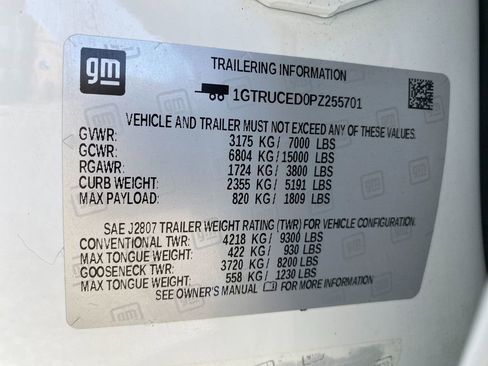 gm
TRAILERING INFORMATION
1GTRUCED0PZ255701
VEHICLE AND TRAILER MUST NOT EXCEED ANY OF THESE VALUES.
GVWR: 3175 KG/ 7000 LBS
GCWR: 6804 KG/ 15000 LBS
RGAWR: 1724 KG/ 3800 LBS
CURB WEIGHT: 2355 KG/ 5191 LBS
MAX PAYLOAD: 820 KG/ 1809 LBS
SAE J2807 TRAILER WEIGHT RATING (TWR) FOR VEHICLE CONFIGURATION.
CONVENTIONAL TWR: 4218 KG/ 9300 LBS
MAX TONGUE WEIGHT: 422 KG/ 930 LBS
GOOSENECK TWR: 3720 KG/ 8200 LBS
MAX TONGUE WEIGHT: 558 KG/ 1230 LBS
SEE OWNER'S MANUAL FOR MORE INFORMATION